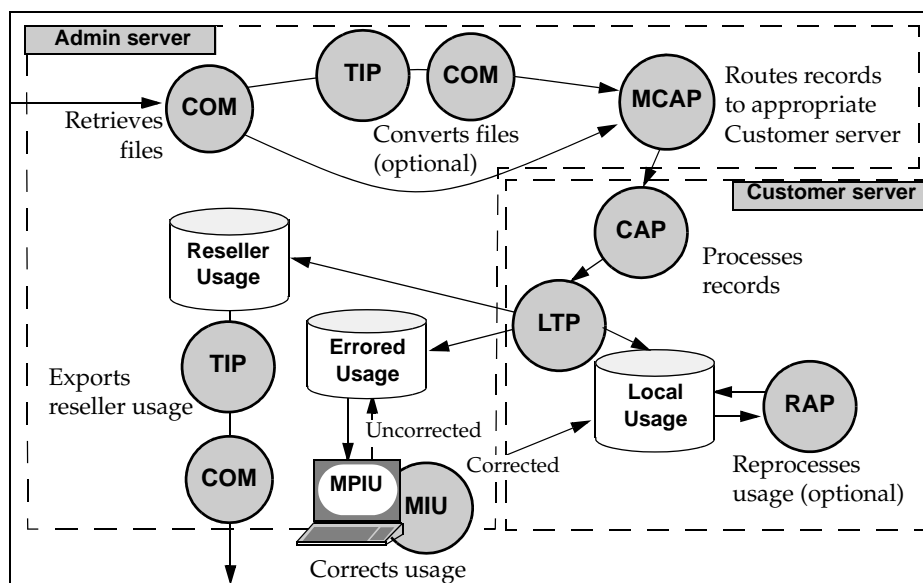 Admin server
TIP
COM
COM
MCAP
Routes records
to appropriate
Customer server
Retrieves
files
Converts files
(optional)
Customer server
CAP
Processes
records
Reseller
Usage
LTP
Errored
Usage
TIP
Local
Usage
RAP
Exports
reseller usage
Uncorrected
Corrected
Reprocesses
usage (optional)
COM
MPIU
MIU
Corrects usage